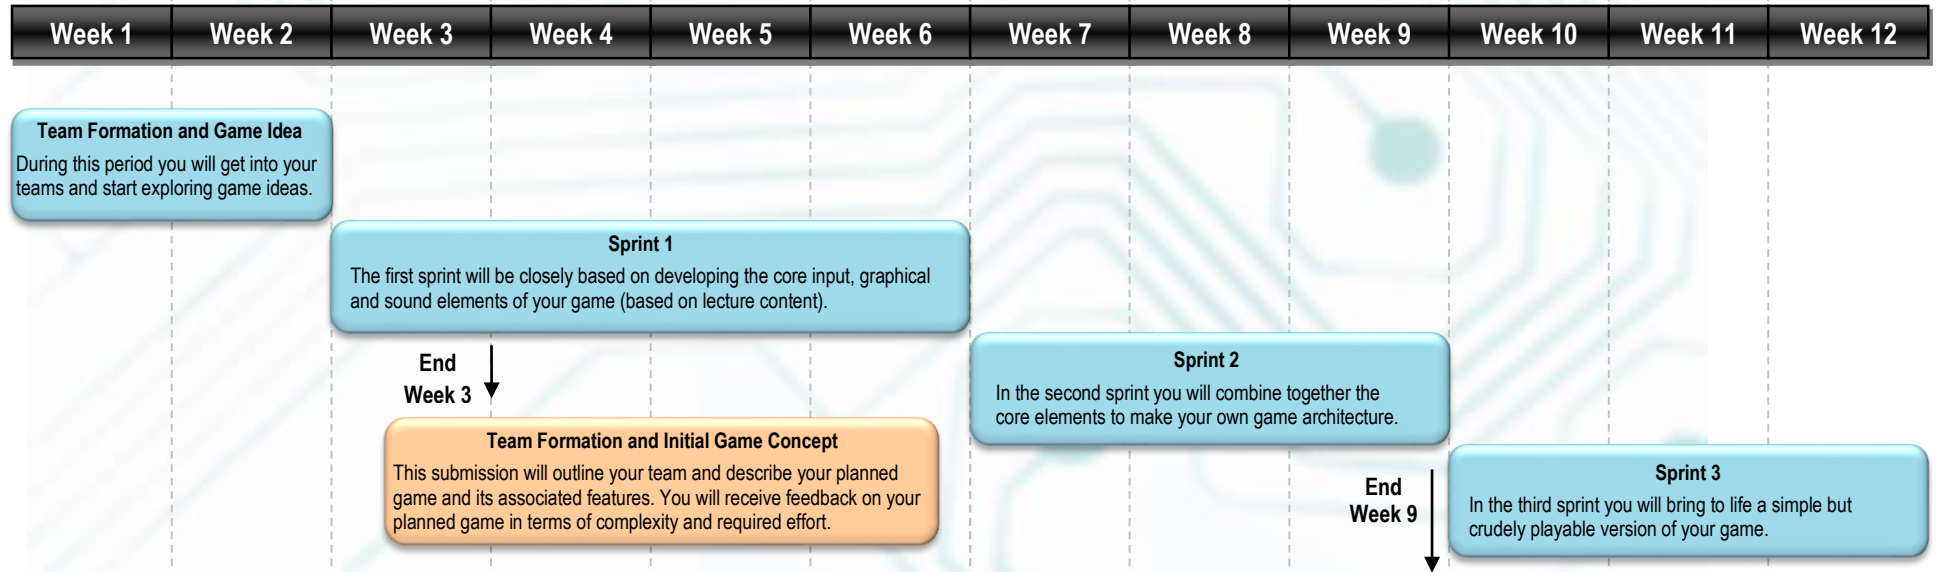 Week 1 Week 2 Week 3 Week 4 Week 5 Week 6 Week 7 Week 8 Week 9 Week 10 Week 11 Week 12
Team Formation and Game Idea
During this period you will get into your
teams and start exploring game ideas.
Sprint 1
The first sprint will be closely based on developing the core input, graphical
and sound elements of your game (based on lecture content).
End
Week 3
Team Formation and Initial Game Concept
This submission will outline your team and describe your planned
game and its associated features. You will receive feedback on your
planned game in terms of complexity and required effort.
Sprint 2
In the second sprint you will combine together the
core elements to make your own game architecture.
End
Week 9
Sprint 3
In the third sprint you will bring to life a simple but
crudely playable version of your game.